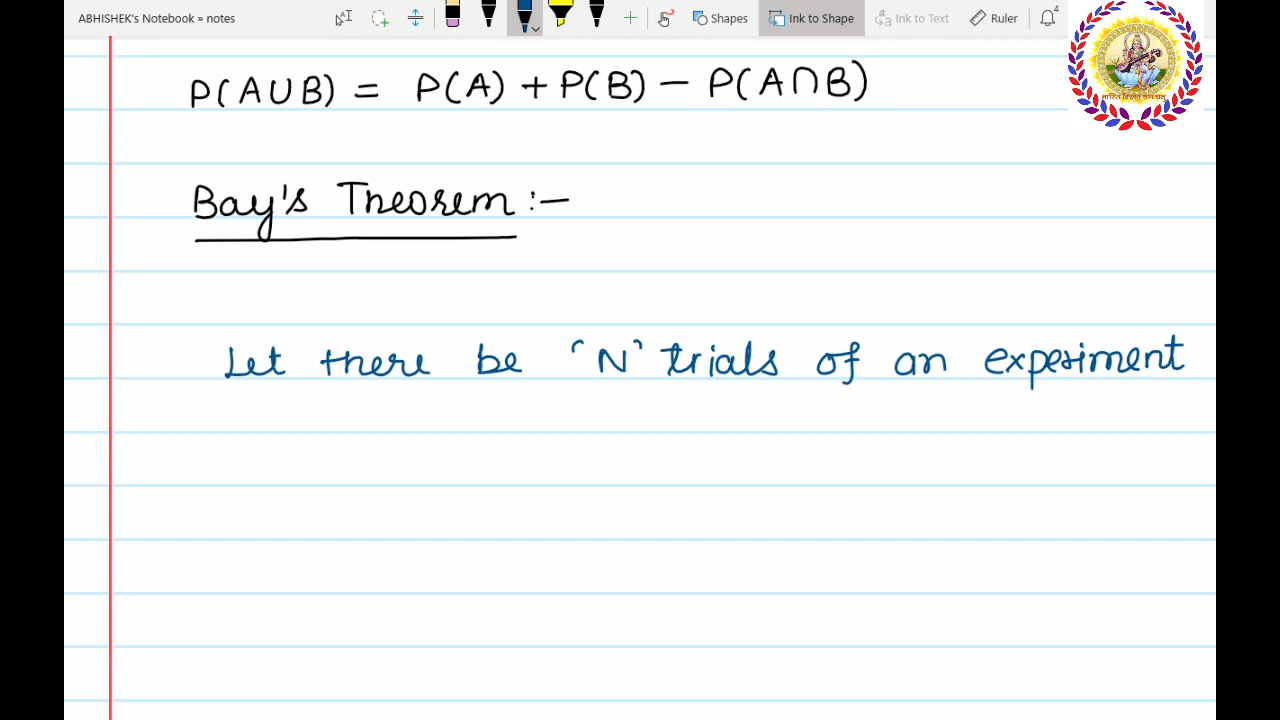 ABHISHEK's Notebook » notes
Shapes
Ink to Shape
Ink to Text
Ruler
4
P(A∪B) = P(A) + P(B) − P(A∩B)
Bay's Theorem :-
Let there be 'N' trials of an experiment